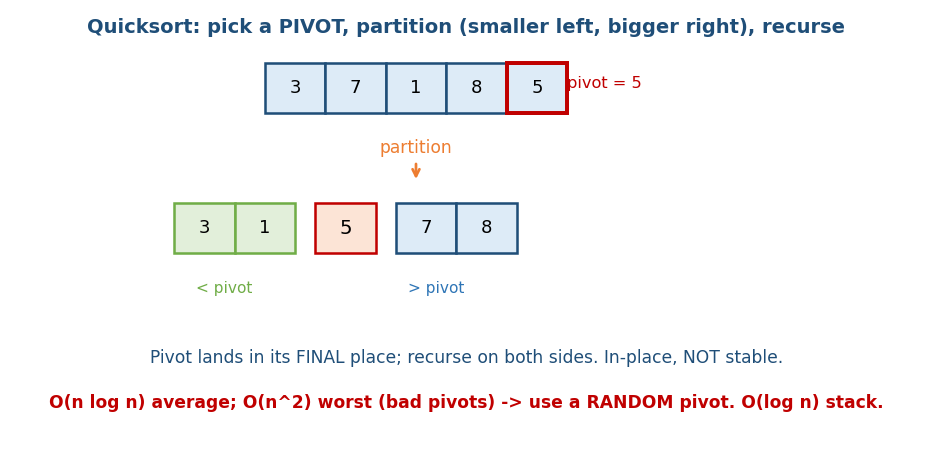 Quicksort: pick a PIVOT, partition (smaller left, bigger right), recurse
3 7 1 8 5 pivot = 5
partition
3 1 5 7 8
< pivot > pivot
Pivot lands in its FINAL place; recurse on both sides. In-place, NOT stable.
O(n log n) average; O(n^2) worst (bad pivots) -> use a RANDOM pivot. O(log n) stack.